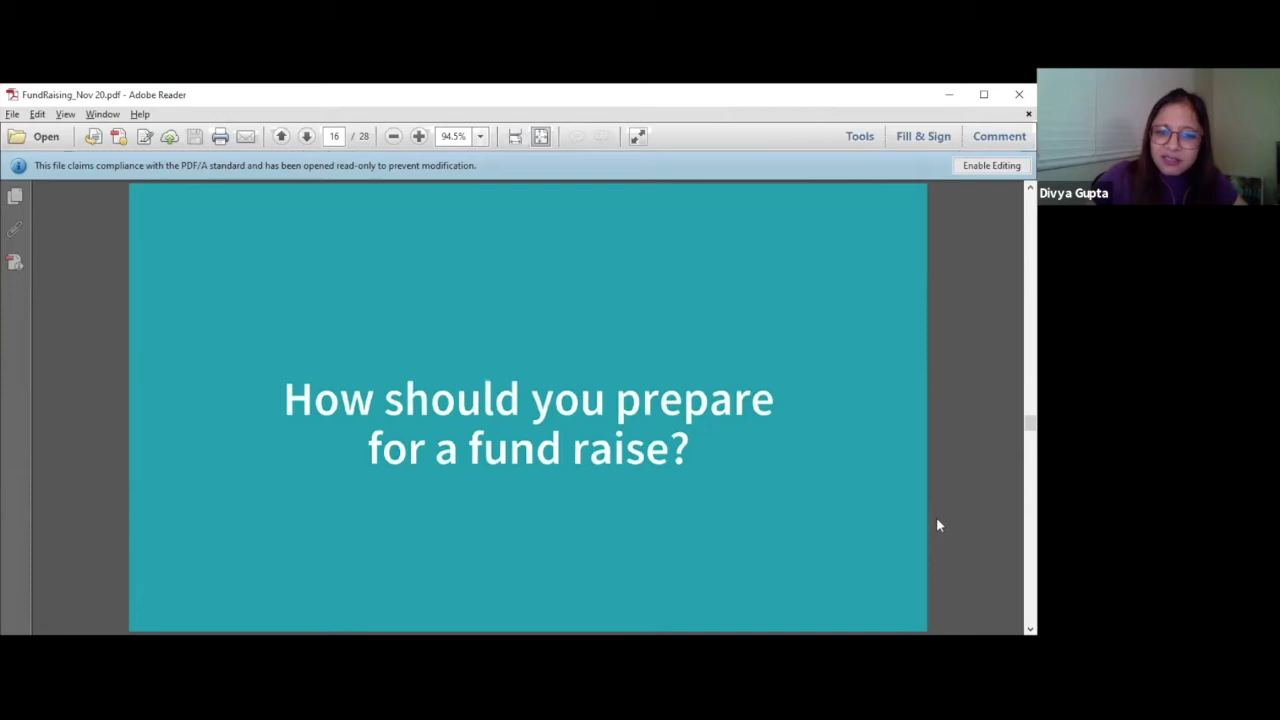 FundRaising_Nov 20.pdf - Adobe Reader
File Edit View Window Help
Open 16 / 28 94.5% Tools Fill & Sign Comment
This file claims compliance with the PDF/A standard and has been opened read-only to prevent modification. Enable Editing
Divya Gupta
How should you prepare
for a fund raise?